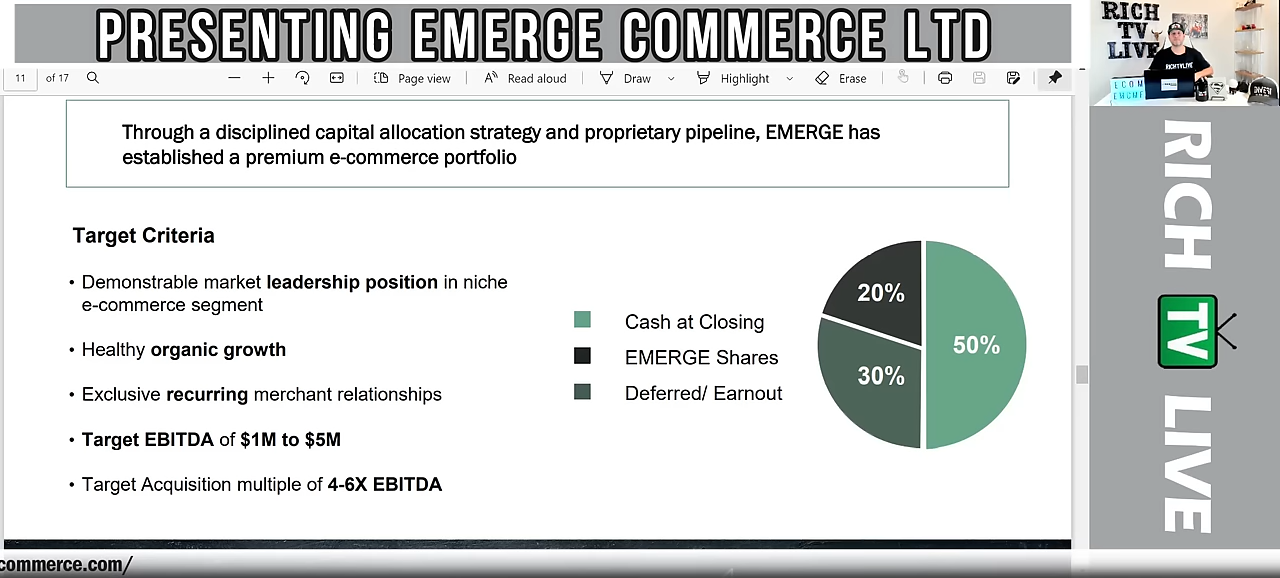 PRESENTING EMERGE COMMERCE LTD
RICH
TV
LIVE
RICHTVLIVE
ECOM
INVEST
11 of 17
Page view
Read aloud
Draw
Highlight
Erase
Through a disciplined capital allocation strategy and proprietary pipeline, EMERGE has
established a premium e-commerce portfolio
Target Criteria
• Demonstrable market leadership position in niche
e-commerce segment
• Healthy organic growth
• Exclusive recurring merchant relationships
• Target EBITDA of $1M to $5M
• Target Acquisition multiple of 4-6X EBITDA
Cash at Closing
EMERGE Shares
Deferred/ Earnout
20%
50%
30%
RICH TV LIVE
commerce.com/